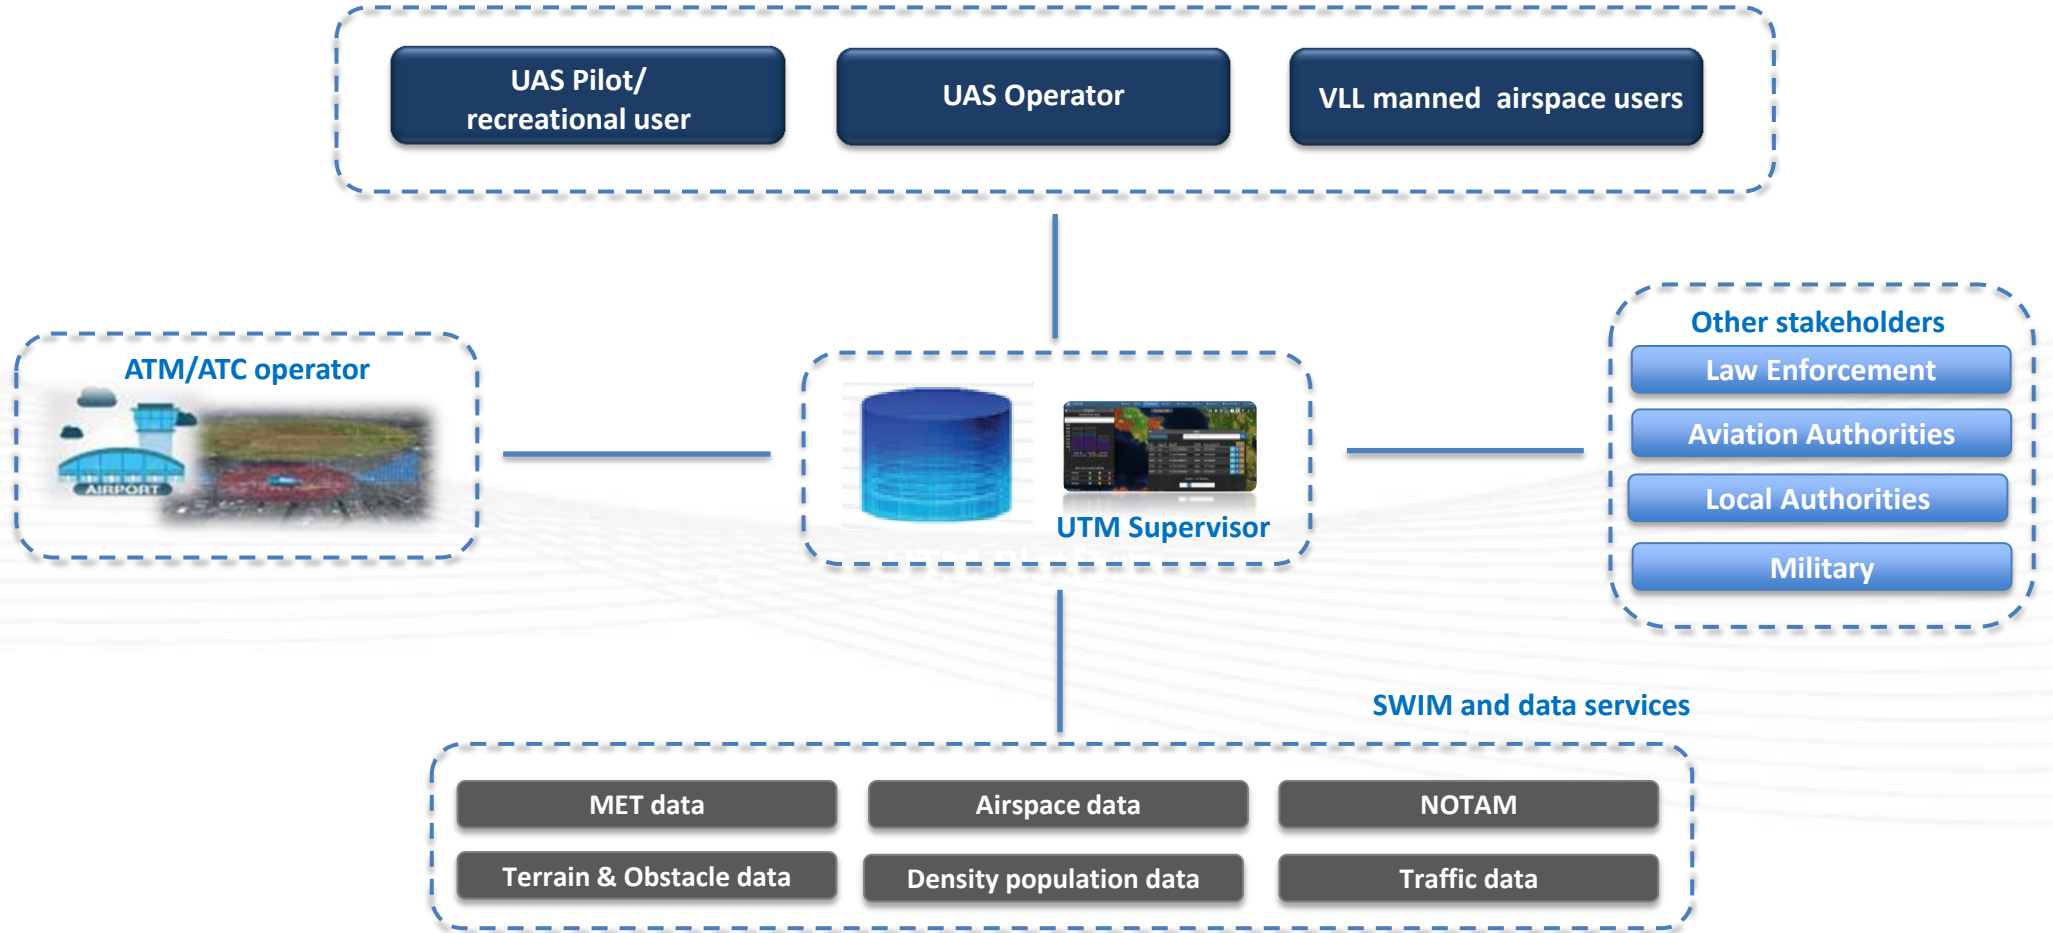 UAS Pilot/
recreational user
UAS Operator
VLL manned airspace users
Other stakeholders
Law Enforcement
Aviation Authorities
Local Authorities
Military
ATM/ATC operator
AIRPORT
UTM Supervisor
UTM
SWIM and data services
MET data
Airspace data
NOTAM
Terrain & Obstacle data
Density population data
Traffic data